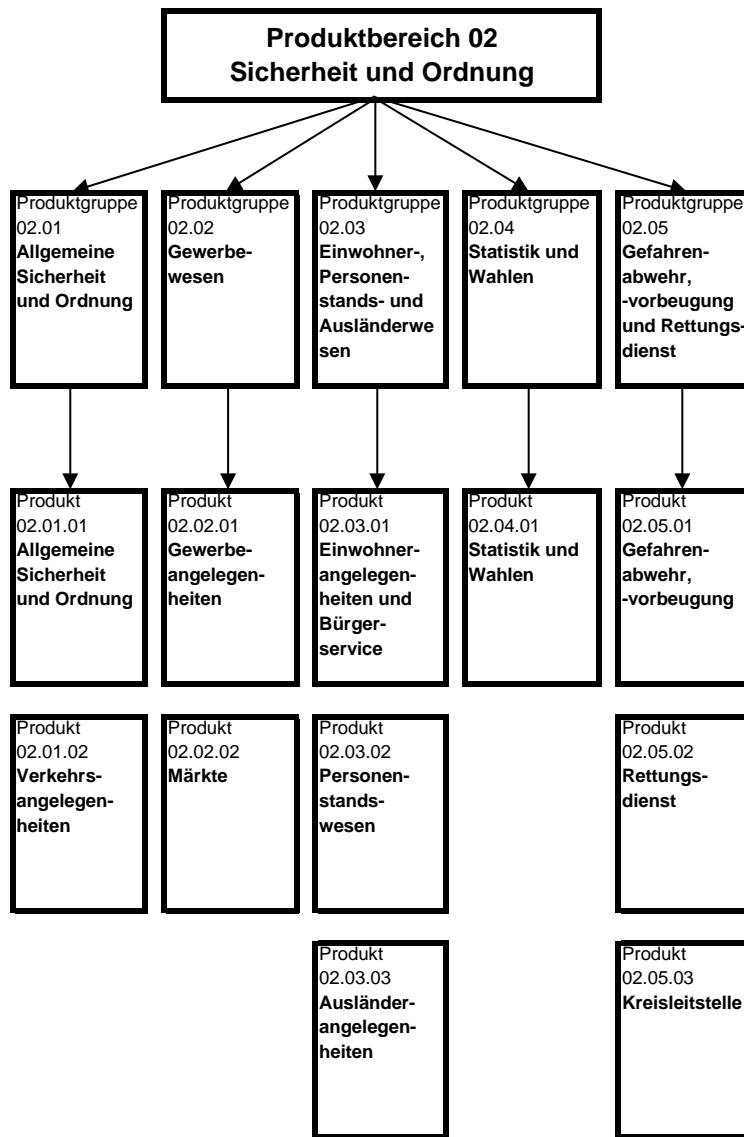 Produktbereich 02
Sicherheit und Ordnung
Produktgruppe
02.01
Allgemeine
Sicherheit
und Ordnung
Produktgruppe
02.02
Gewerbe-
wesen
Produktgruppe
02.03
Einwohner-,
Personen-
stands- und
Ausländerwe
sen
Produktgruppe
02.04
Statistik und
Wahlen
Produktgruppe
02.05
Gefahren-
abwehr,
-vorbeugung
und Rettungs-
dienst
Produkt
02.01.01
Allgemeine
Sicherheit
und Ordnung
Produkt
02.02.01
Gewerbe-
angelegen-
heiten
Produkt
02.03.01
Einwohner-
angelegen-
heiten und
Bürger-
service
Produkt
02.04.01
Statistik und
Wahlen
Produkt
02.05.01
Gefahren-
abwehr,
-vorbeugung
Produkt
02.01.02
Verkehrs-
angelegen-
heiten
Produkt
02.02.02
Märkte
Produkt
02.03.02
Personen-
stands-
wesen
Produkt
02.05.02
Rettungs-
dienst
Produkt
02.03.03
Ausländer-
angelegen-
heiten
Produkt
02.05.03
Kreisleitstelle